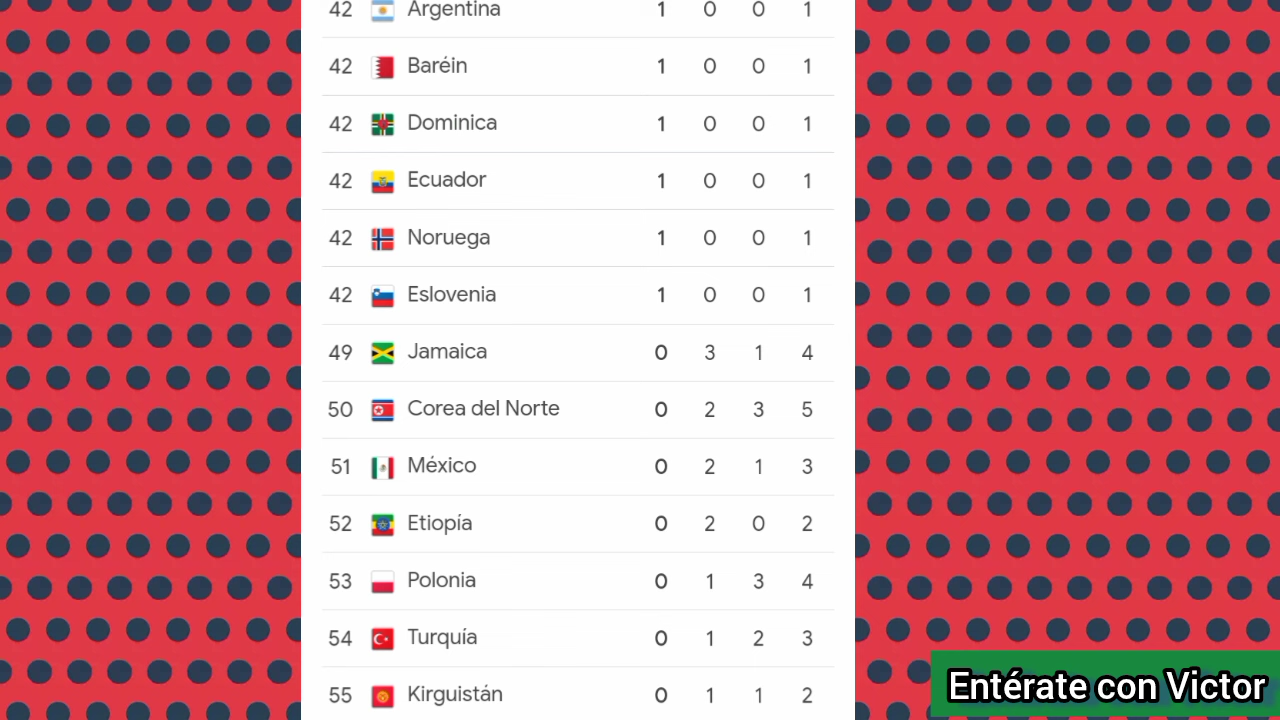 42 Argentina 1 0 0 1
42 Baréin 1 0 0 1
42 Dominica 1 0 0 1
42 Ecuador 1 0 0 1
42 Noruega 1 0 0 1
42 Eslovenia 1 0 0 1
49 Jamaica 0 3 1 4
50 Corea del Norte 0 2 3 5
51 México 0 2 1 3
52 Etiopía 0 2 0 2
53 Polonia 0 1 3 4
54 Turquía 0 1 2 3
55 Kirguistán 0 1 1 2
Entérate con Victor